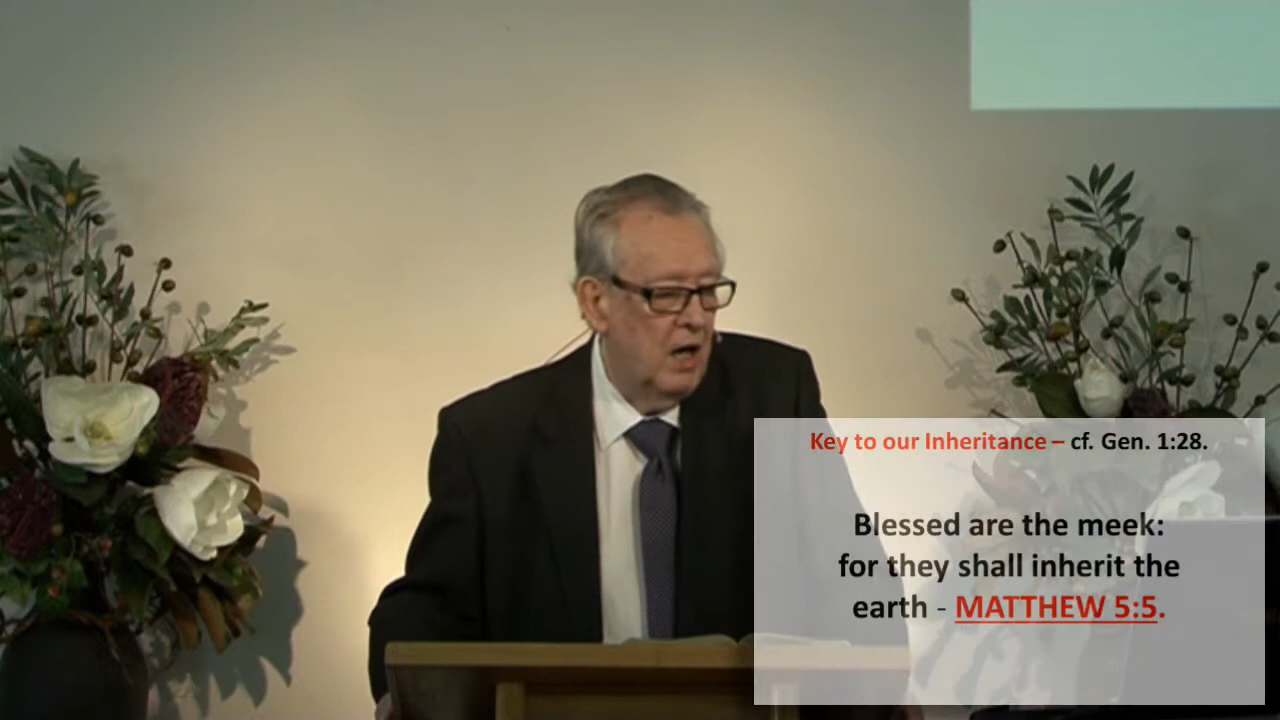 Key to our Inheritance – cf. Gen. 1:28.
Blessed are the meek:
for they shall inherit the
earth - MATTHEW 5:5.